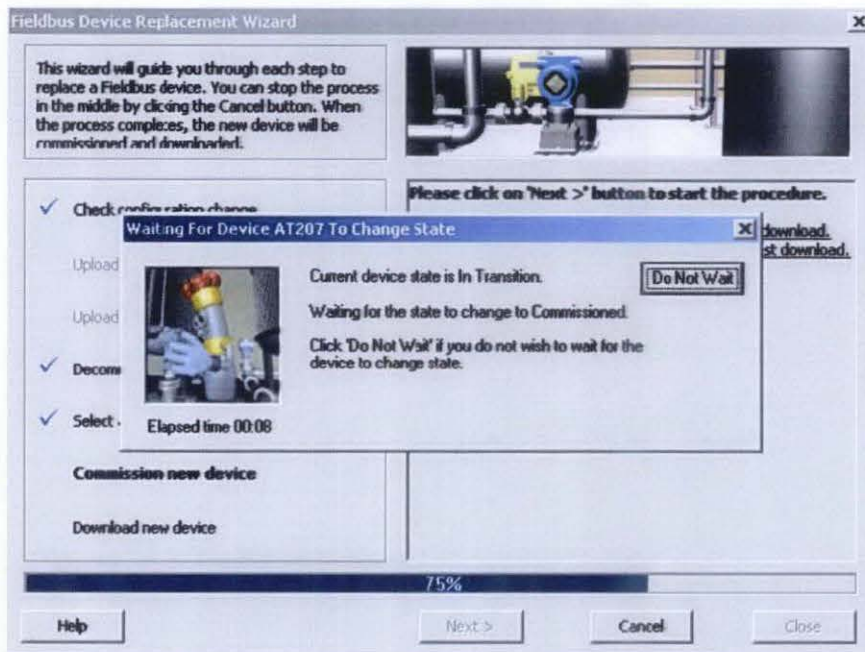 Fieldbus Device Replacement Wizard
This wizard will guide you through each step to
replace a Fieldbus device. You can stop the process
in the middle by clicking the Cancel button. When
the process completes, the new device will be
commissioned and downloaded.
Please click on 'Next >' button to start the procedure.
Check configuration change
download.
st download.
Waiting For Device AT207 To Change State
Upload
Current device state is In Transition.
Do Not Wait
Upload
Waiting for the state to change to Commissioned.
Click 'Do Not Wait' if you do not wish to wait for the
device to change state.
Decom
Select
Elapsed time 00:08
Commission new device
Download new device
75%
Help
Next >
Cancel
Close